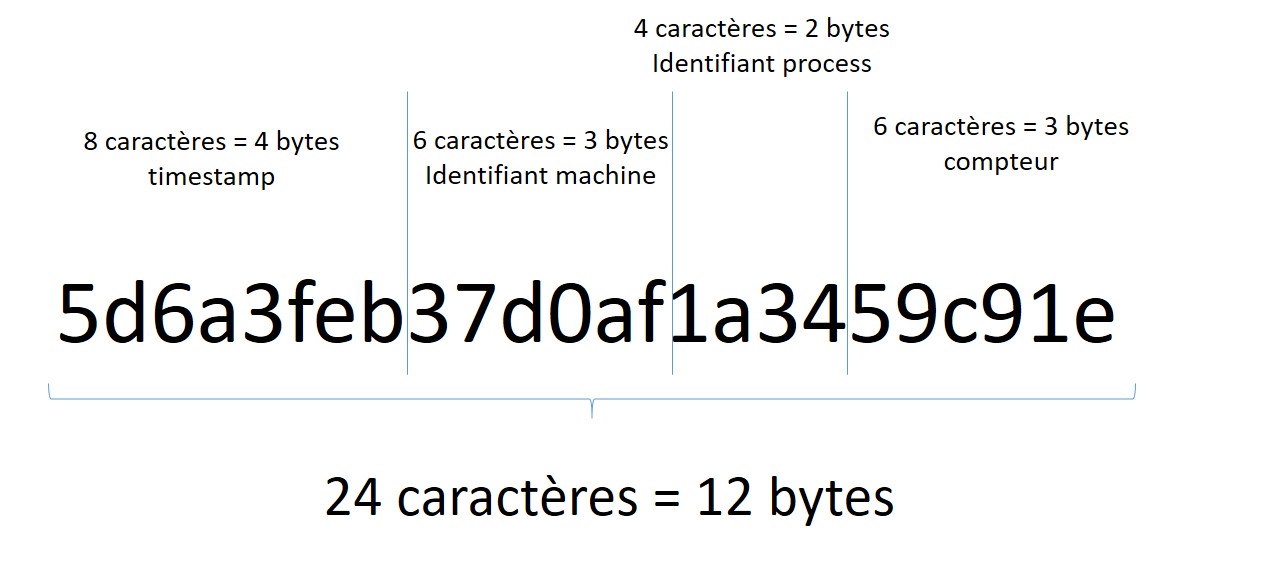 4 caractères = 2 bytes
Identifiant process
8 caractères = 4 bytes
timestamp
6 caractères = 3 bytes
Identifiant machine
6 caractères = 3 bytes
compteur
5d6a3feb37d0af1a3459c91e
24 caractères = 12 bytes